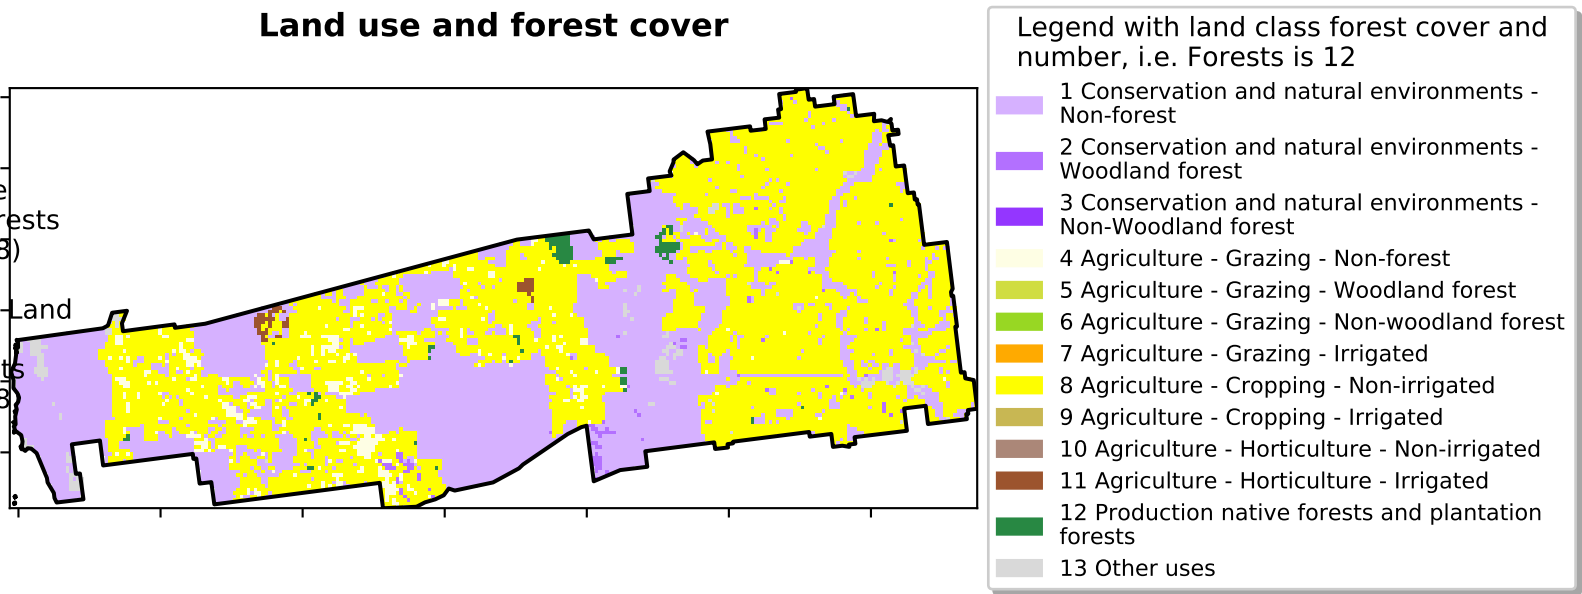 Land use and forest cover
rests
8)
Land
ts
8
Legend with land class forest cover and
number, i.e. Forests is 12
1 Conservation and natural environments -
Non-forest
2 Conservation and natural environments -
Woodland forest
3 Conservation and natural environments -
Non-Woodland forest
4 Agriculture - Grazing - Non-forest
5 Agriculture - Grazing - Woodland forest
6 Agriculture - Grazing - Non-woodland forest
7 Agriculture - Grazing - Irrigated
8 Agriculture - Cropping - Non-irrigated
9 Agriculture - Cropping - Irrigated
10 Agriculture - Horticulture - Non-irrigated
11 Agriculture - Horticulture - Irrigated
12 Production native forests and plantation
forests
13 Other uses